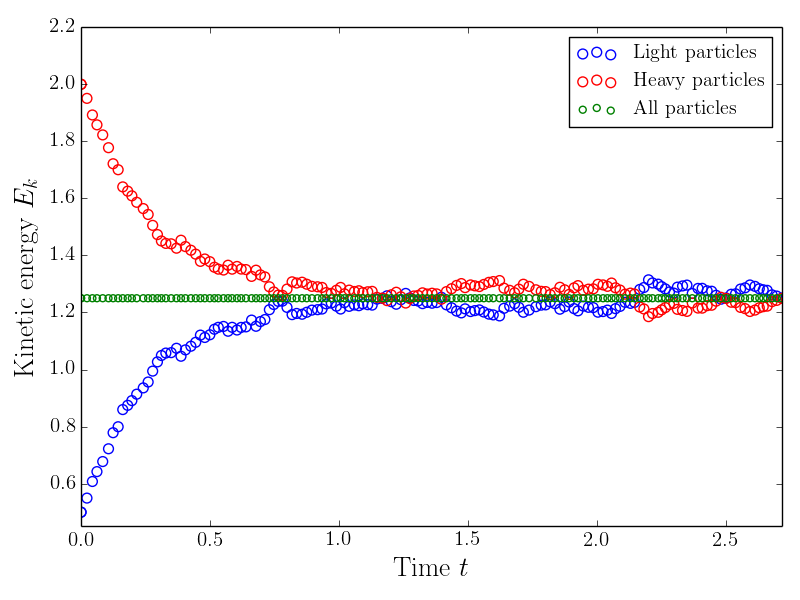 2.2
2.0
1.8
1.6
1.4
1.2
1.0
0.8
0.6
Kinetic energy E_k
Light particles
Heavy particles
All particles
0.0 0.5 1.0 1.5 2.0 2.5
Time t